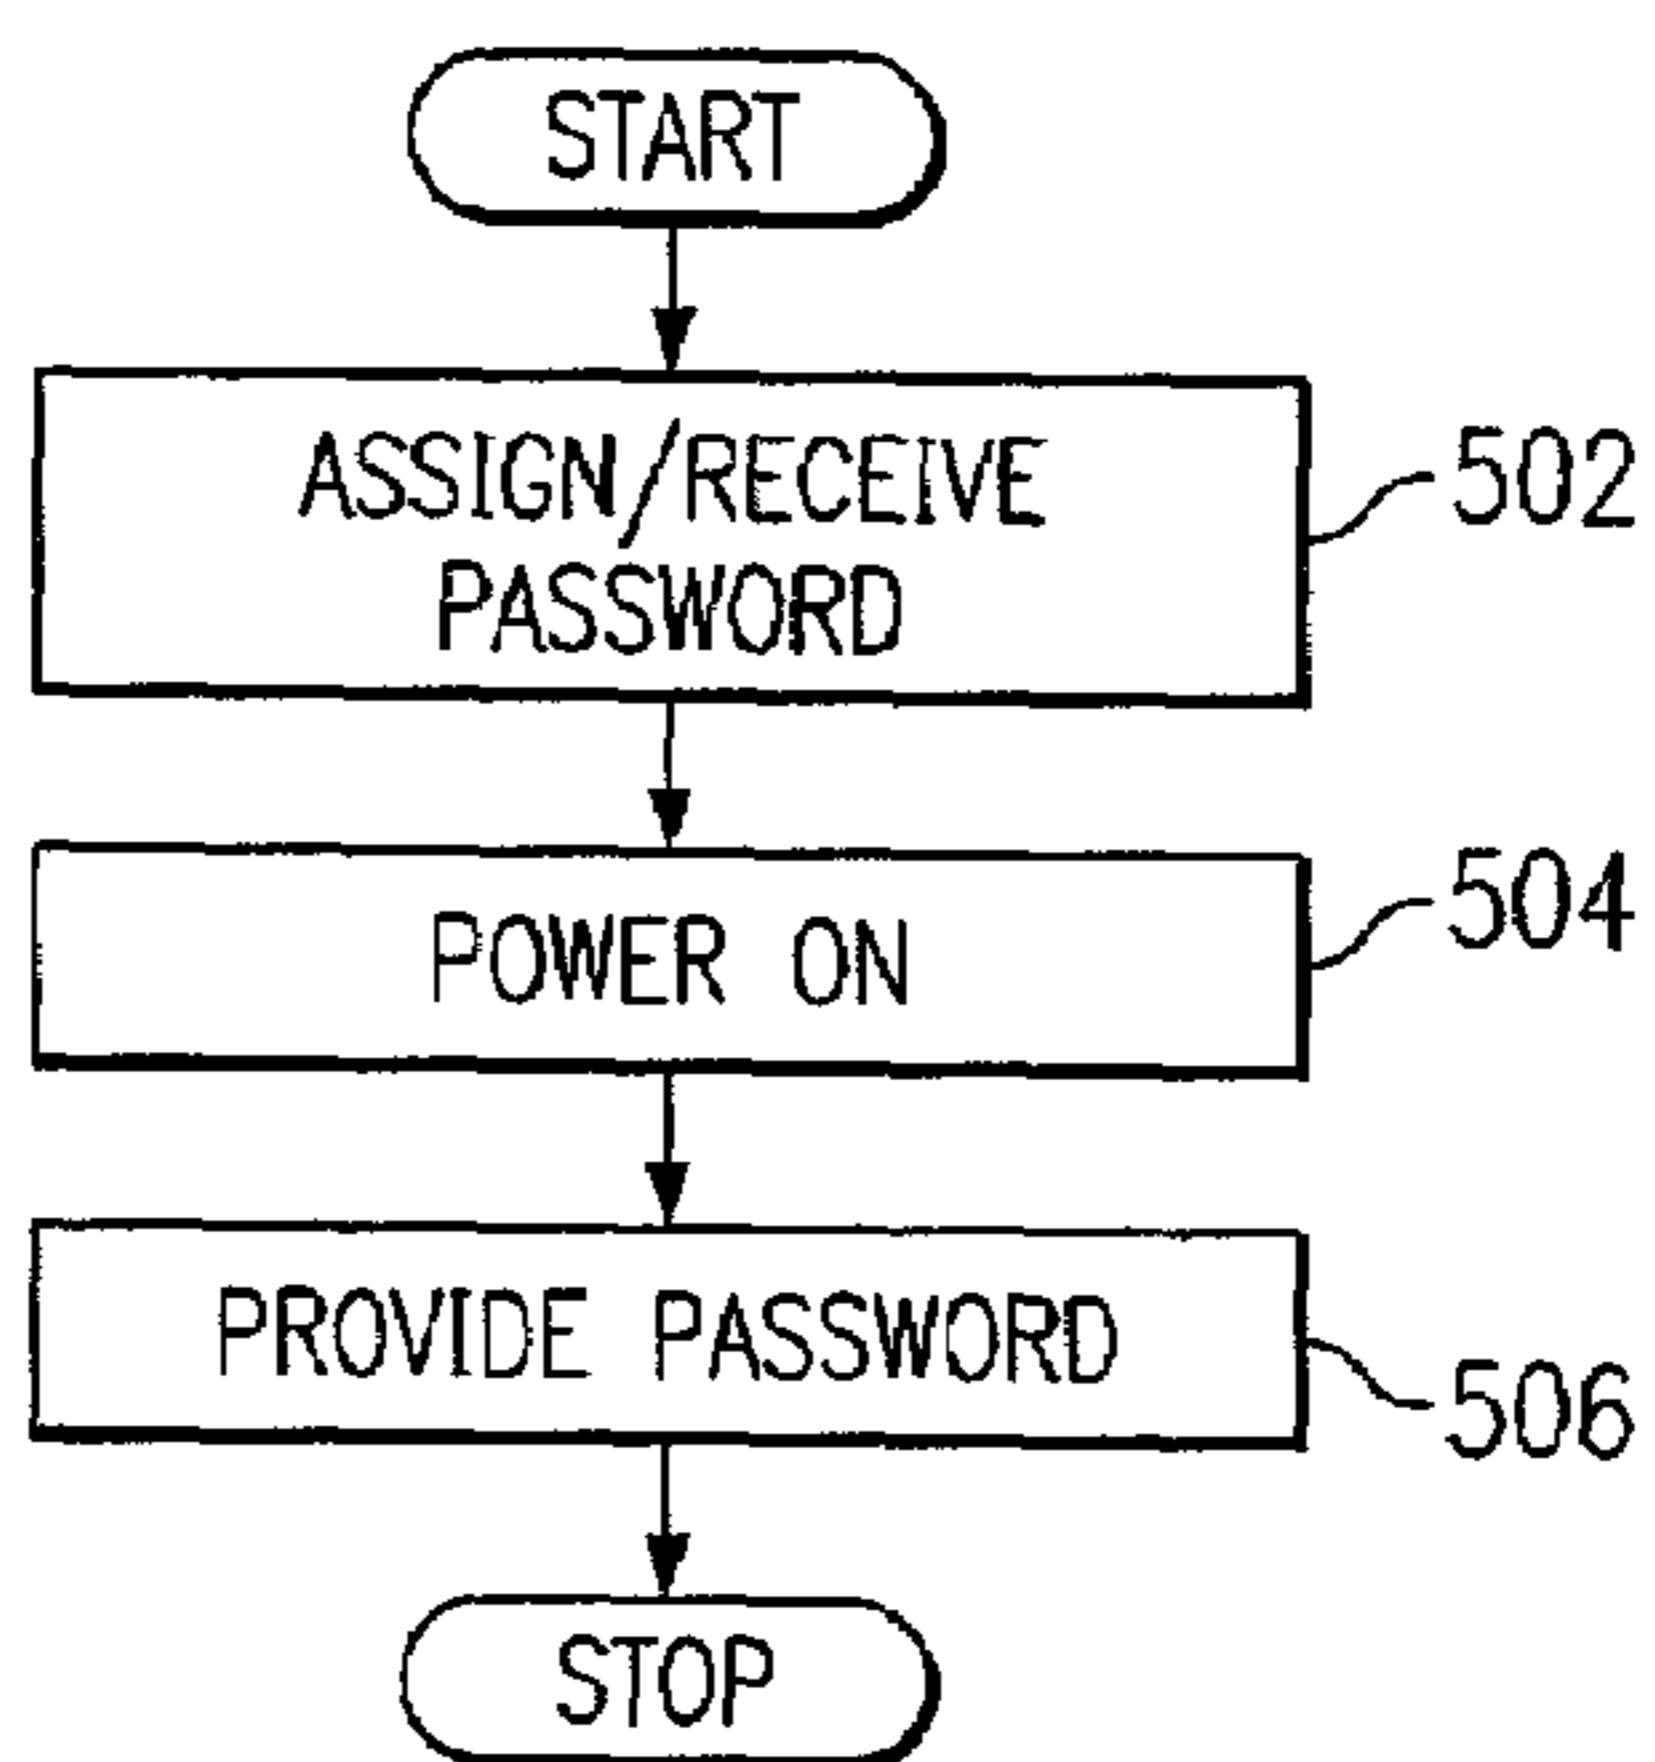 START
ASSIGN/RECEIVE
PASSWORD
502
POWER ON
504
PROVIDE PASSWORD
506
STOP